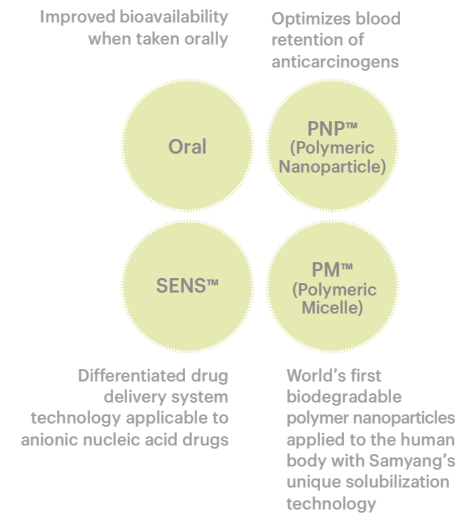 Improved bioavailability
when taken orally
Optimizes blood
retention of
anticarcinogens
Oral
PNP™
(Polymeric
Nanoparticle)
SENS™
PM™
(Polymeric
Micelle)
Differentiated drug
delivery system
technology applicable to
anionic nucleic acid drugs
World's first
biodegradable
polymer nanoparticles
applied to the human
body with Samyang's
unique solubilization
technology